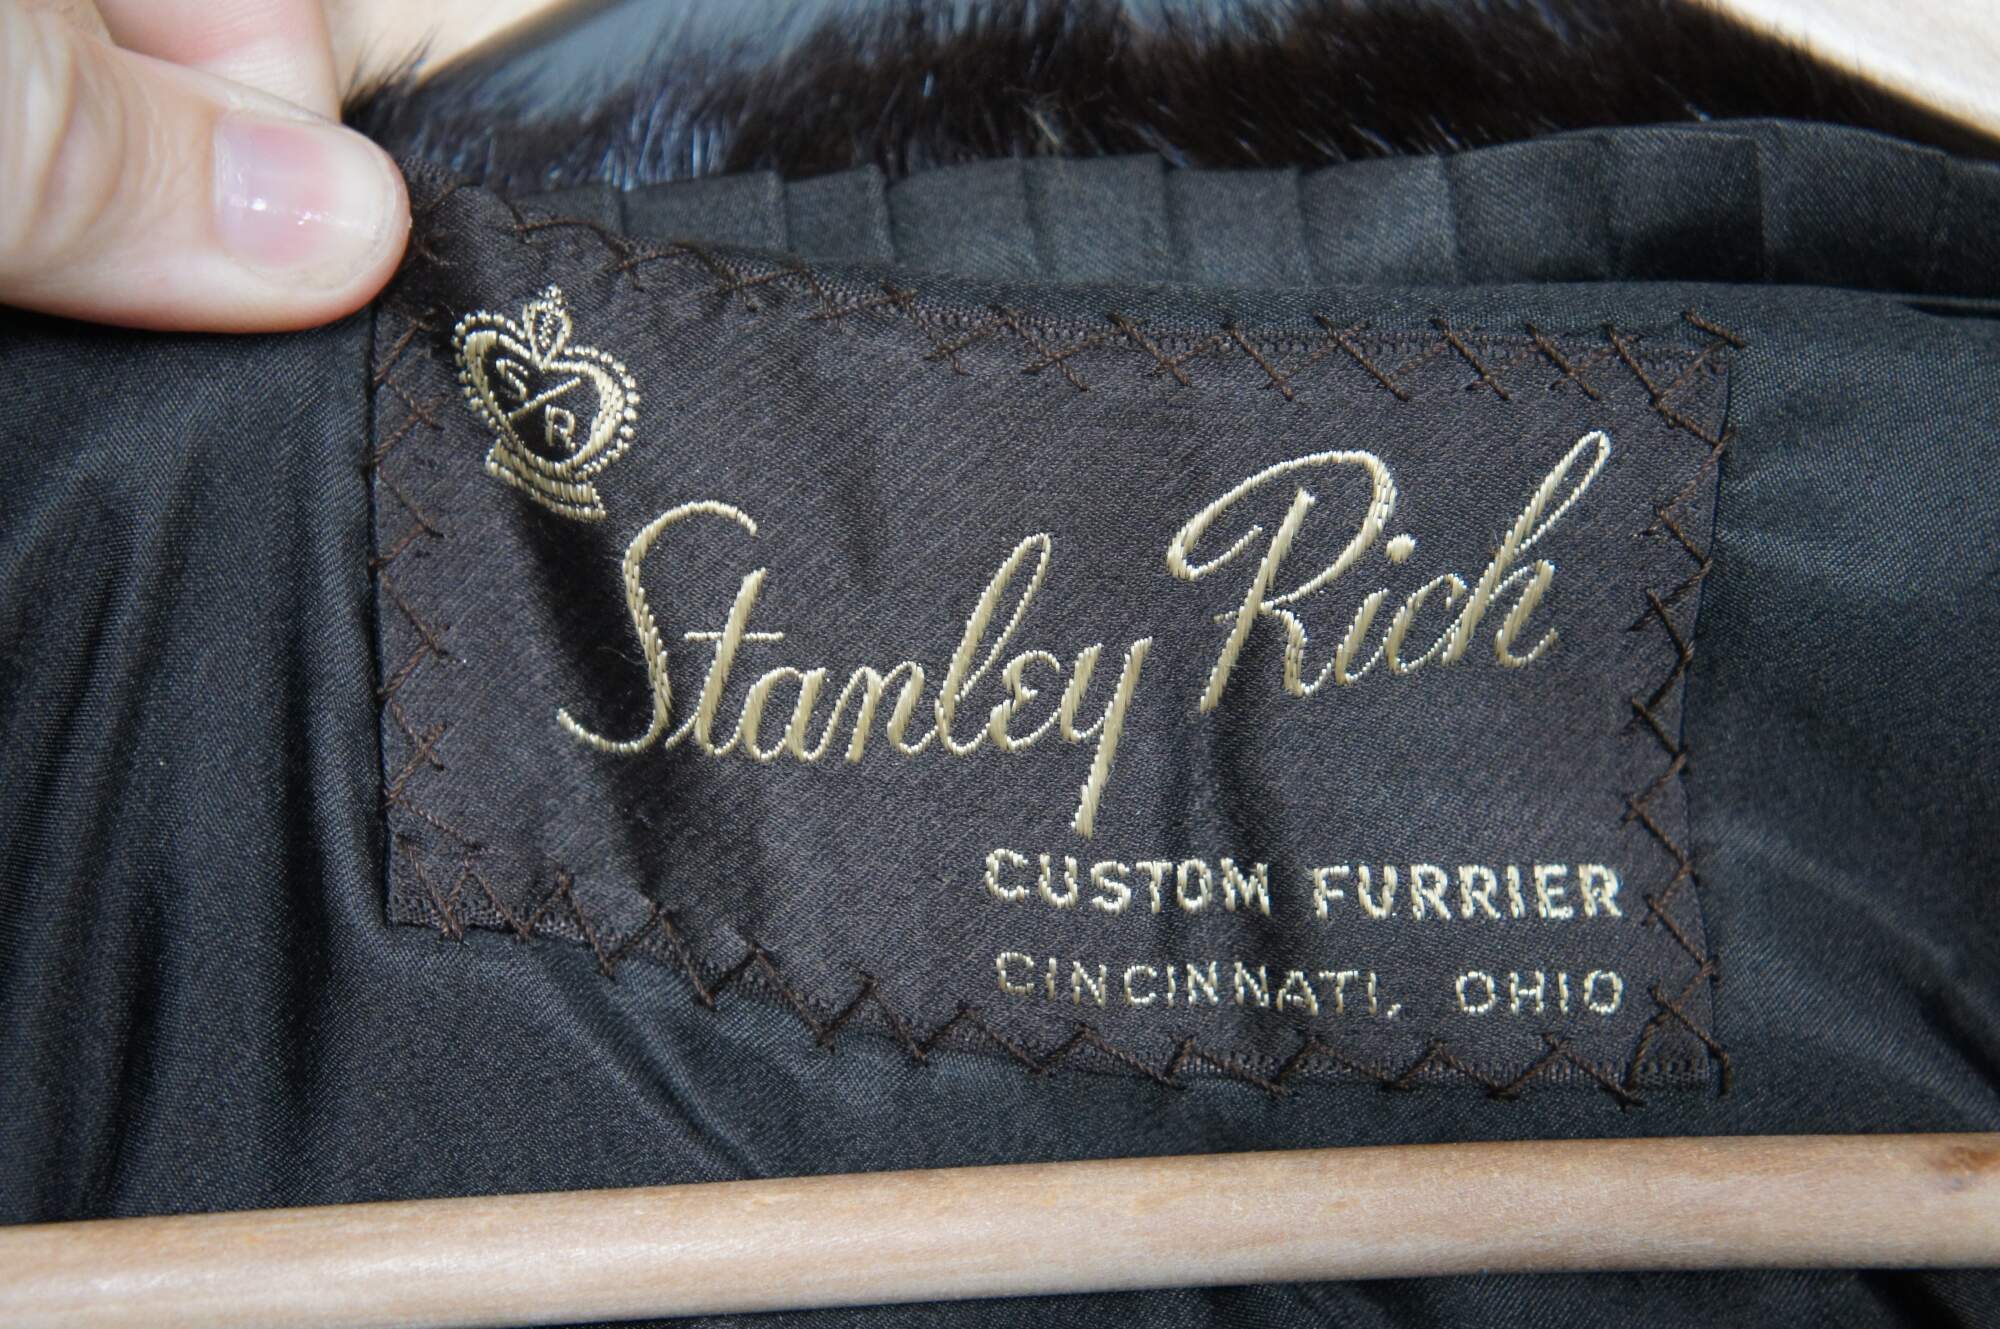 S/R
Stanley Rich
CUSTOM FURRIER
CINCINNATI, OHIO